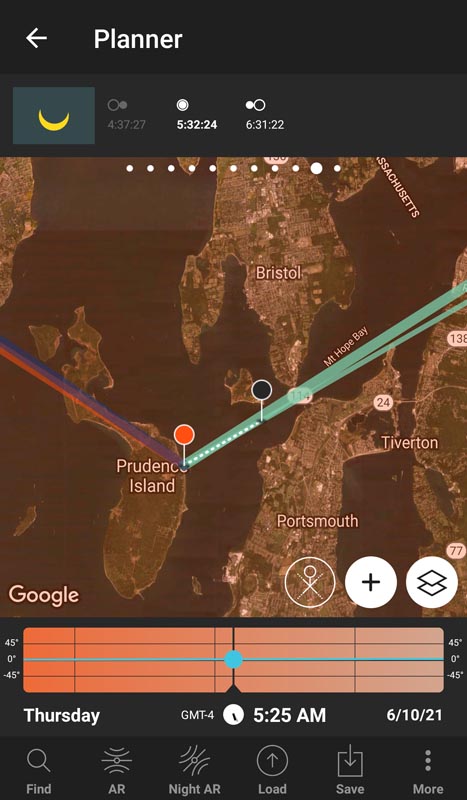 Planner
4:37:27
5:32:24
6:31:22
138
ASSACHUSETTS
Bristol
Mt Hope Bay
138
114
24
Tiverton
Prudence
Island
Portsmouth
77
Google
45°
45°
0°
0°
-45°
-45°
Thursday
GMT-4
5:25 AM
6/10/21
Find
AR
Night AR
Load
Save
More